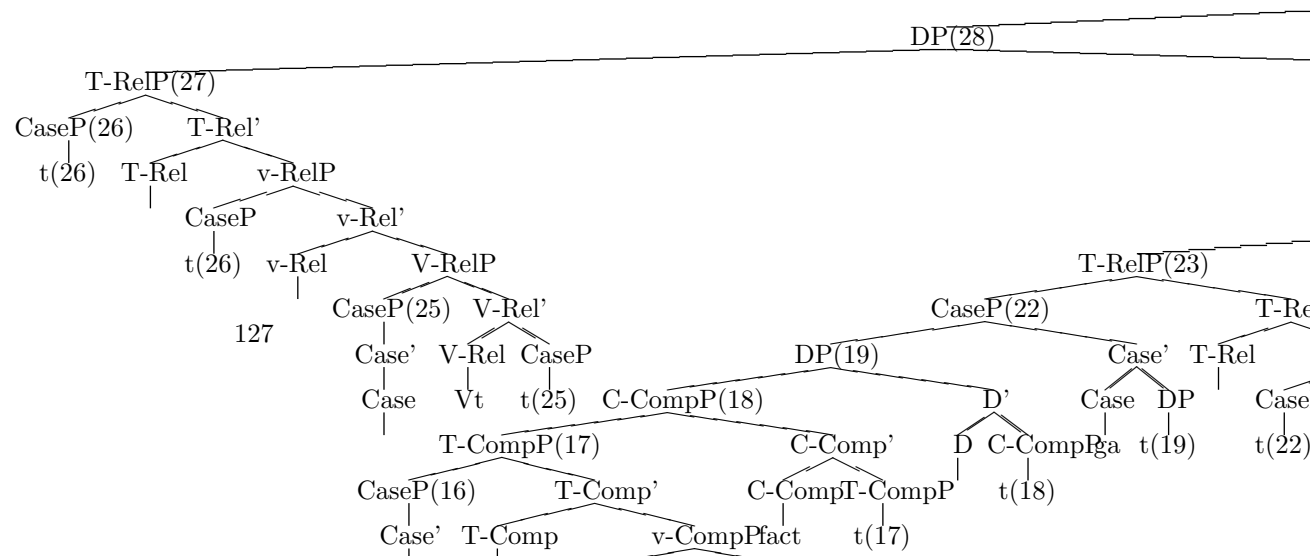 DP(28)
T-RelP(27)
CaseP(26) T-Rel’
t(26) T-Rel v-RelP
CaseP v-Rel’
t(26) v-Rel V-RelP T-RelP(23)
CaseP(25) V-Rel’ CaseP(22) T-Re
127
Case’ V-Rel CaseP DP(19) Case’ T-Rel
Case Vt t(25) C-CompP(18) D’ Case DP Case
T-CompP(17) C-Comp’ D C-CompP ga t(19) t(22)
CaseP(16) T-Comp’ C-Comp T-CompP t(18)
Case’ T-Comp v-CompP fact t(17)